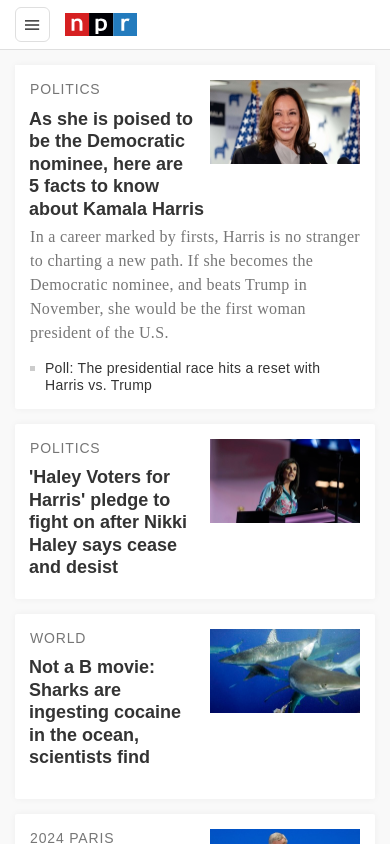 npr
POLITICS
As she is poised to
be the Democratic
nominee, here are
5 facts to know
about Kamala Harris
In a career marked by firsts, Harris is no stranger
to charting a new path. If she becomes the
Democratic nominee, and beats Trump in
November, she would be the first woman
president of the U.S.
Poll: The presidential race hits a reset with
Harris vs. Trump
POLITICS
'Haley Voters for
Harris' pledge to
fight on after Nikki
Haley says cease
and desist
WORLD
Not a B movie:
Sharks are
ingesting cocaine
in the ocean,
scientists find
2024 PARIS